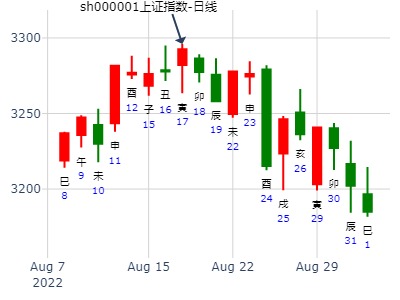 sh000001上证指数-日线
3300
3250
3200
巳
8
午
9
未
10
申
11
酉
12
子
15
丑
16
寅
17
卯
18
辰
19
未
22
申
23
酉
24
戌
25
亥
26
寅
29
卯
30
辰
31
巳
1
Aug 7
2022
Aug 15
Aug 22
Aug 29